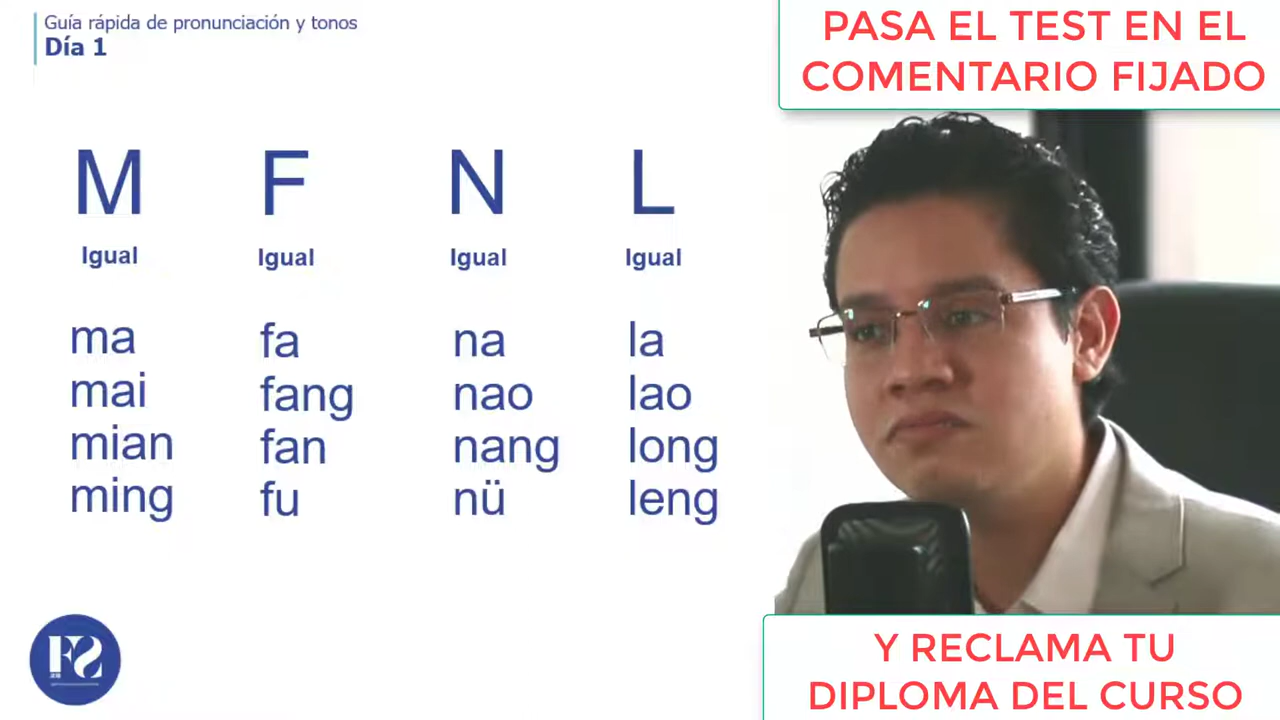 Guía rápida de pronunciación y tonos
Día 1
PASA EL TEST EN EL
COMENTARIO FIJADO
M F N L
Igual Igual Igual Igual
ma fa na la
mai fang nao lao
mian fan nang long
ming fu nü leng
Y RECLAMA TU
DIPLOMA DEL CURSO